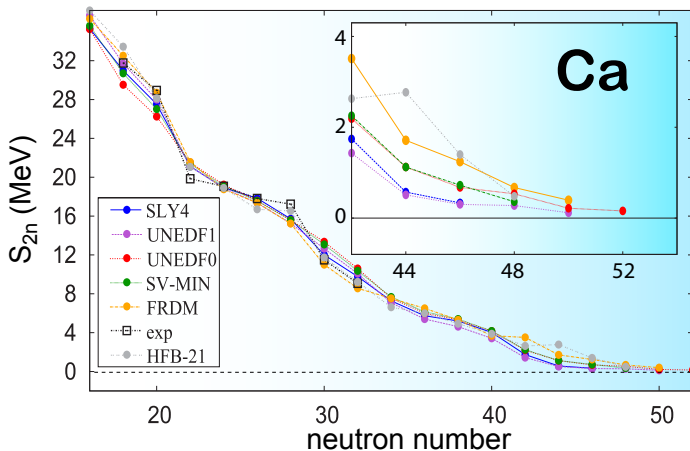 S2n (MeV)
32
28
24
20
16
12
8
4
0
SLY4
UNEDF1
UNEDF0
SV-MIN
FRDM
exp
HFB-21
20
30
40
50
neutron number
Ca
4
2
0
44
48
52